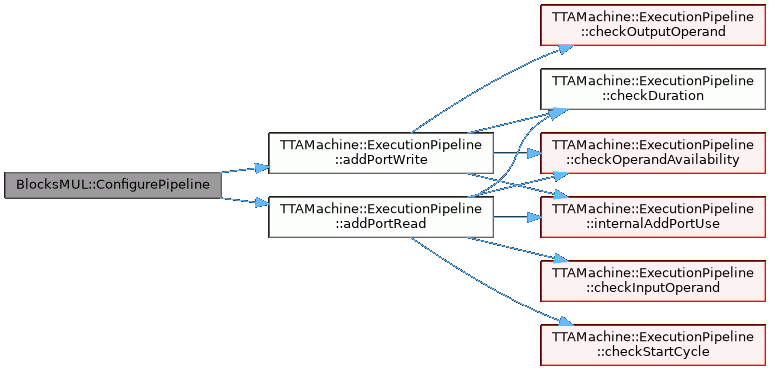 BlocksMUL::ConfigurePipeline
TTAMachine::ExecutionPipeline
::addPortWrite
TTAMachine::ExecutionPipeline
::addPortRead
TTAMachine::ExecutionPipeline
::checkOutputOperand
TTAMachine::ExecutionPipeline
::checkDuration
TTAMachine::ExecutionPipeline
::checkOperandAvailability
TTAMachine::ExecutionPipeline
::internalAddPortUse
TTAMachine::ExecutionPipeline
::checkInputOperand
TTAMachine::ExecutionPipeline
::checkStartCycle